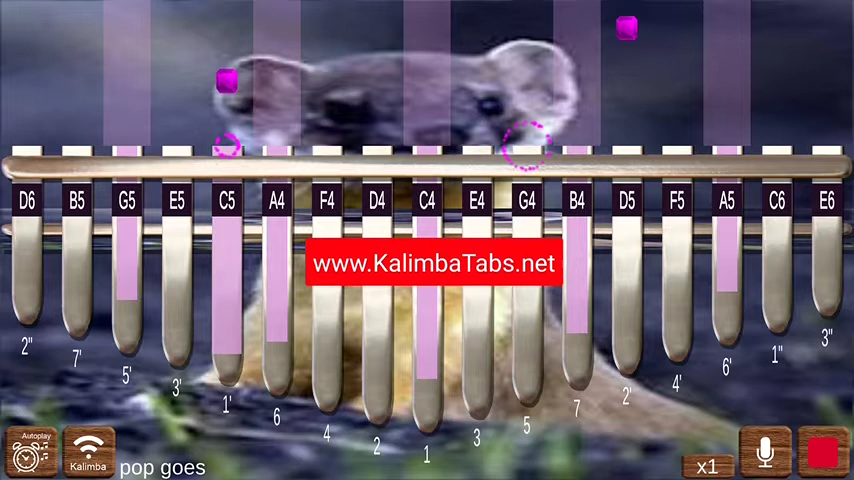 D6 B5 G5 E5 C5 A4 F4 D4 C4 E4 G4 B4 D5 F5 A5 C6 E6
www.KalimbaTabs.net
2" 7' 5' 3' 1' 6 4 2 1 3 5 7 2' 4' 6' 1" 3"
Autoplay
Kalimba
pop goes
x1